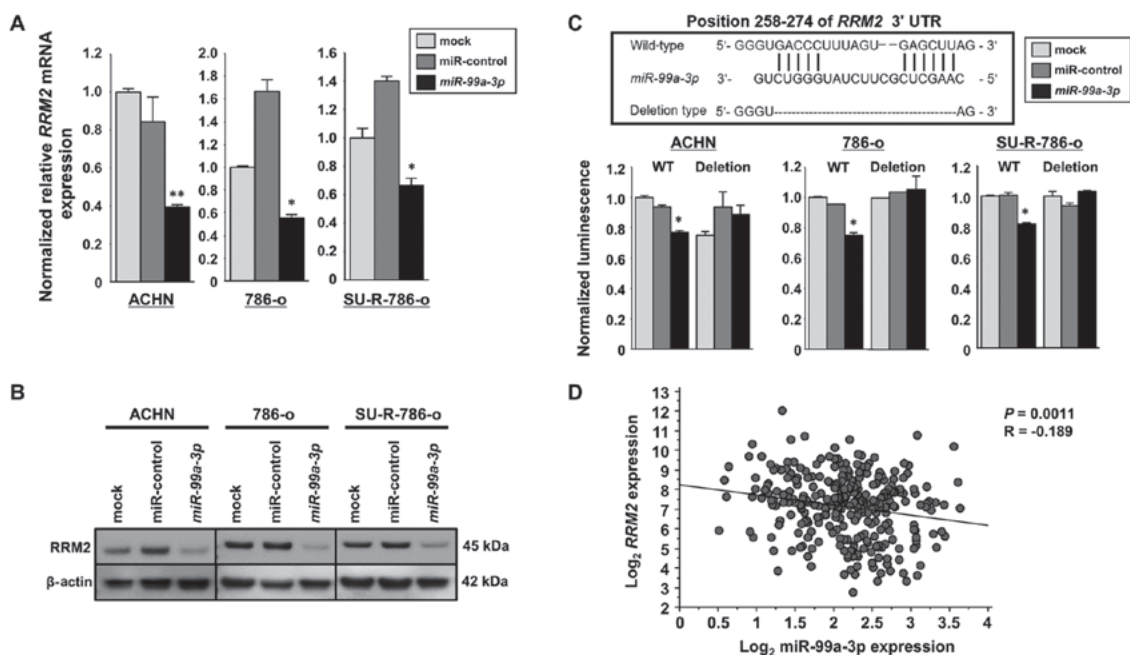 A
Normalized relative RRM2 mRNA
expression
mock
miR-control
miR-99a-3p
1.2
1.0
0.8
0.6
0.4
0.2
0
**
ACHN
2.0
1.8
1.6
1.4
1.2
1.0
0.8
0.6
0.4
0.2
0
*
786-o
1.6
1.4
1.2
1.0
0.8
0.6
0.4
0.2
0
*
SU-R-786-o
B
ACHN
786-o
SU-R-786-o
mock
miR-control
miR-99a-3p
mock
miR-control
miR-99a-3p
mock
miR-control
miR-99a-3p
RRM2
45 kDa
β-actin
42 kDa
C
Position 258-274 of RRM2 3' UTR
Wild-type 5'- GGGUGACCCUUUAGU--GAGCUUAG - 3'
miR-99a-3p 3'- GUCUGGGUAUCUUCGCUCGAAC - 5'
Deletion type 5'- GGGU------------------------------AG - 3'
mock
miR-control
miR-99a-3p
Normalized luminescence
ACHN
WT Deletion
1.2
1.0
0.8
0.6
0.4
0.2
0
*
786-o
WT Deletion
1.2
1.0
0.8
0.6
0.4
0.2
0
*
SU-R-786-o
WT Deletion
1.2
1.0
0.8
0.6
0.4
0.2
0
*
D
Log2 RRM2 expression
13
12
11
10
9
8
7
6
5
4
3
2
0 0.5 1 1.5 2 2.5 3 3.5 4
Log2 miR-99a-3p expression
P = 0.0011
R = -0.189